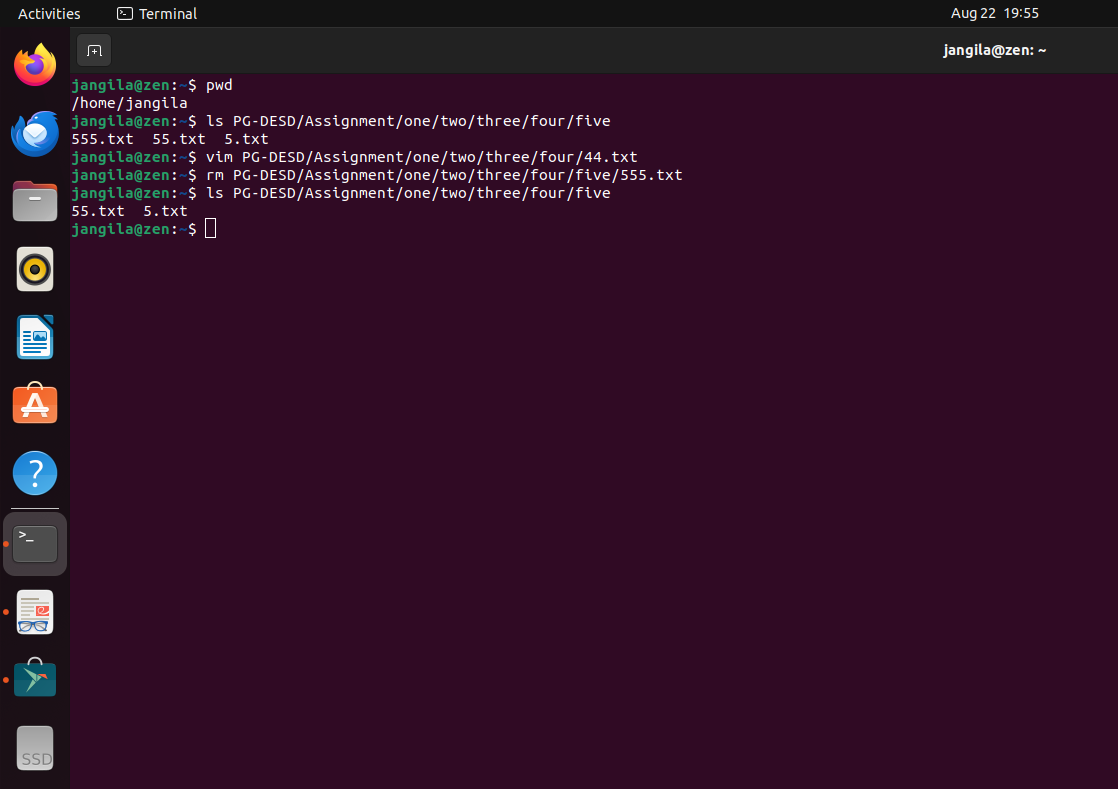 Activities
Terminal
Aug 22 19:55
jangila@zen: ~
jangila@zen:~$ pwd
/home/jangila
jangila@zen:~$ ls PG-DESD/Assignment/one/two/three/four/five
555.txt  55.txt  5.txt
jangila@zen:~$ vim PG-DESD/Assignment/one/two/three/four/44.txt
jangila@zen:~$ rm PG-DESD/Assignment/one/two/three/four/five/555.txt
jangila@zen:~$ ls PG-DESD/Assignment/one/two/three/four/five
55.txt  5.txt
jangila@zen:~$
?
>_
SSD